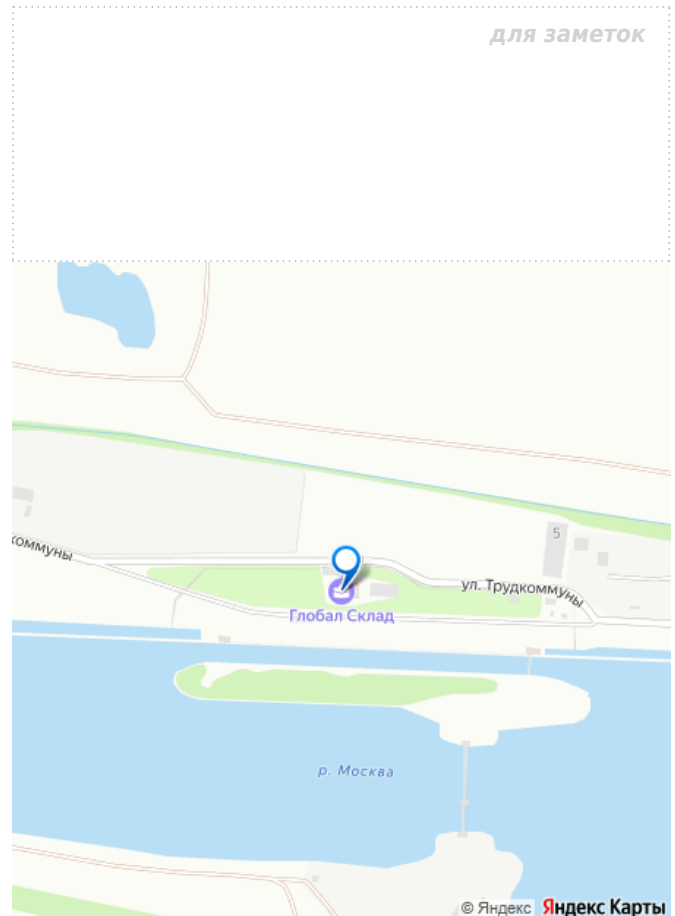 для заметок
5
коммуны
ул. Трудкоммуны
Глобал Склад
р. Москва
© Яндекс Яндекс Карты